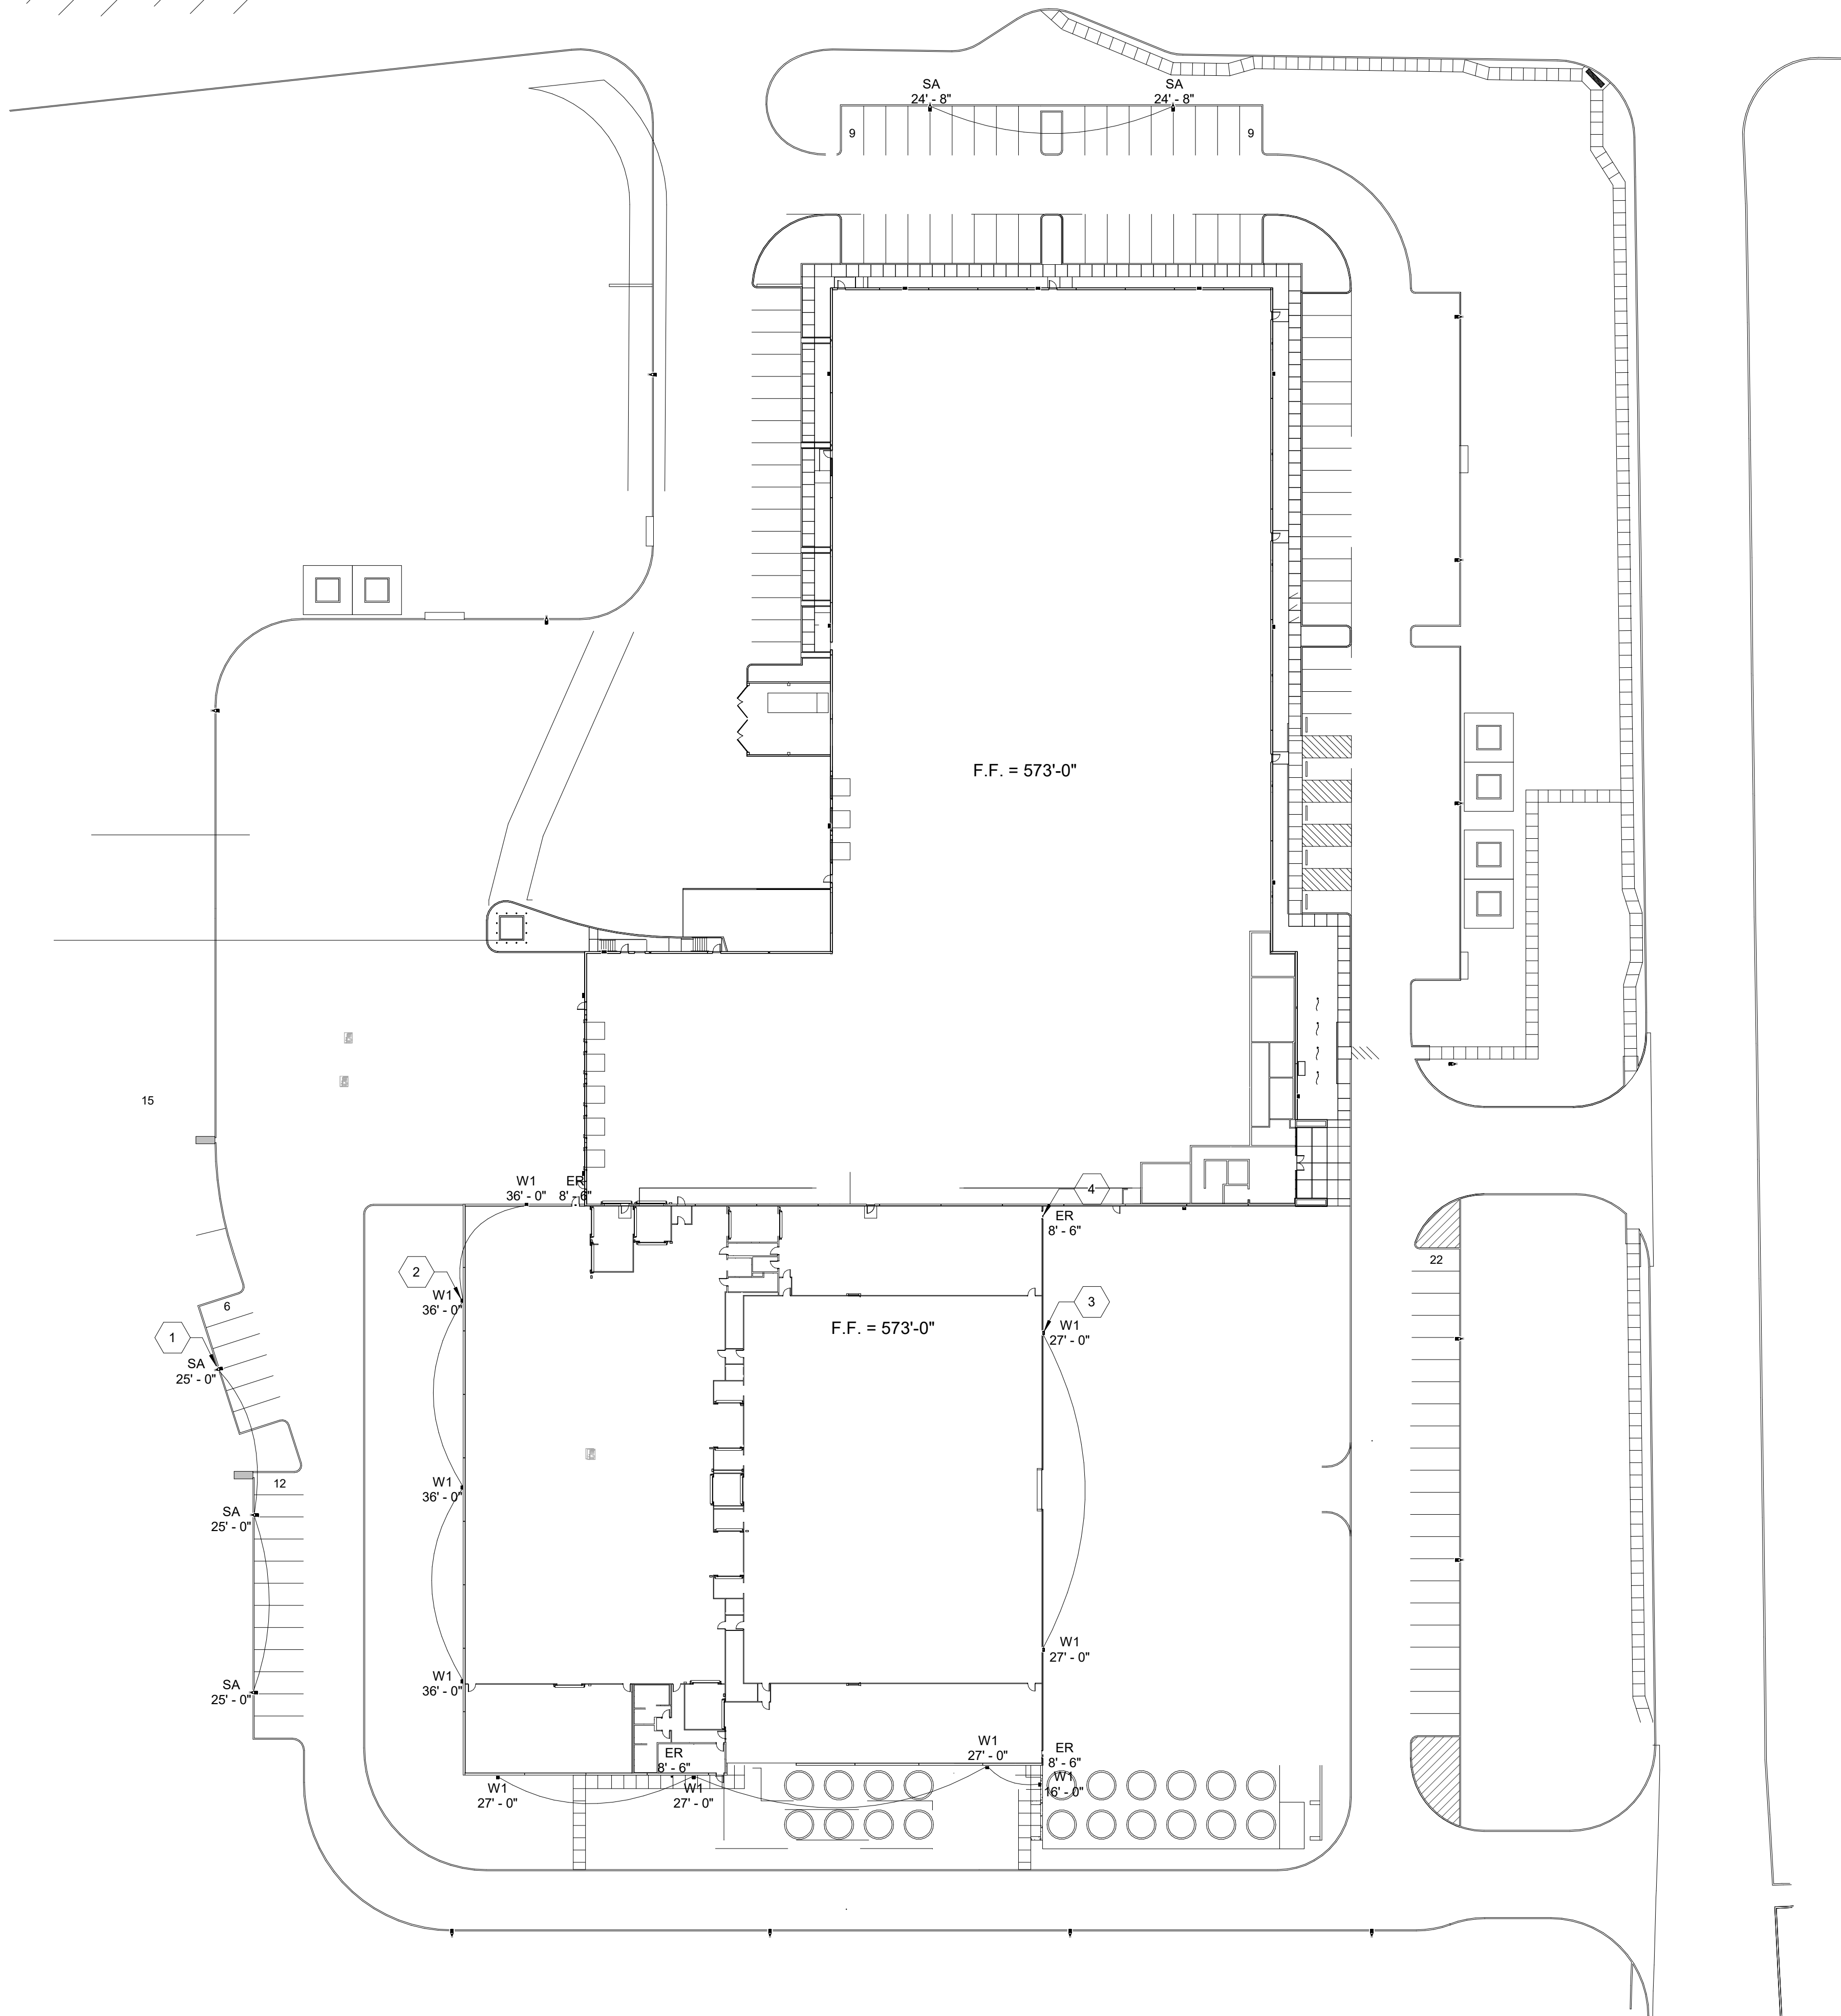 SA
24' - 8"
SA
24' - 8"
9
9
F.F. = 573'-0"
15
W1
36' - 0"
ER
8' - 6"
4
ER
8' - 6"
2
W1
36' - 0"
22
6
3
1
W1
27' - 0"
F.F. = 573'-0"
SA
25' - 0"
W1
36' - 0"
12
SA
25' - 0"
W1
27' - 0"
W1
36' - 0"
SA
25' - 0"
W1
27' - 0"
ER
8' - 6"
ER
8' - 6"
W1
16' - 0"
W1
27' - 0"
W1
27' - 0"